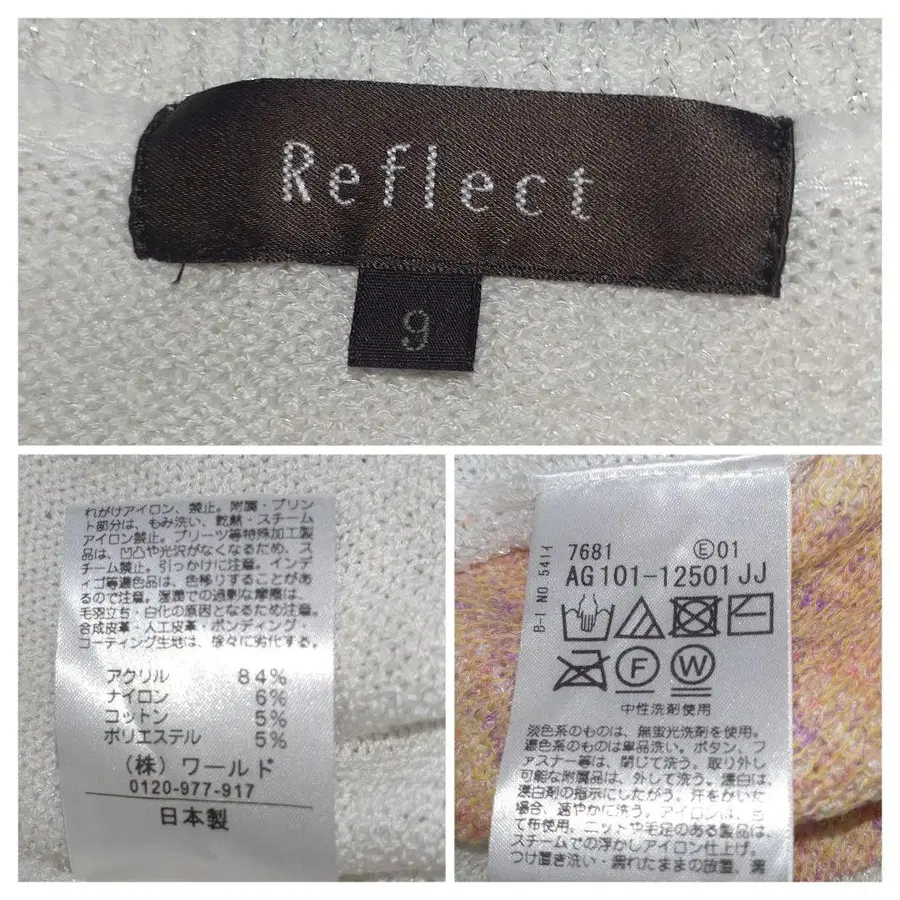 Reflect
9
れがけアイロン、禁止。附属・プリン
ト部分は、もみ洗い、乾熱・スチーム
アイロン禁止。プリーツ等特殊加工製
品は、凹凸や光沢がなくなるため、ス
チーム禁止。引っかけに注意。インディ
ゴ等濃色品は、色移りすることがあ
るので注意。湿潤での過剰な摩擦は、
毛羽立ち・白化の原因となるため注意。
合成皮革・人工皮革・ボンディング・
コーティング生地は、徐々に劣化する。
アクリル 84%
ナイロン 6%
コットン 5%
ポリエステル 5%
(株) ワールド
0120-977-917
日本製
B-I NO 5414
7681 Ⓔ01
AG101-12501JJ
F W
中性洗剤使用
淡色系のものは、無蛍光洗剤を使用。
濃色系のものは単品洗い。ボタン、フ
ァスナー等は、閉じて洗う。取り外し
可能な附属品は、外して洗う。漂白は、
漂白剤の指示にしたがう。汗をかいた
場合、速やかに洗う。アイロンは、あ
て布使用。ニットや毛足のある製品は、
スチームでの浮かしアイロン仕上げ。
つけ置き洗い・濡れたままの放置、濡